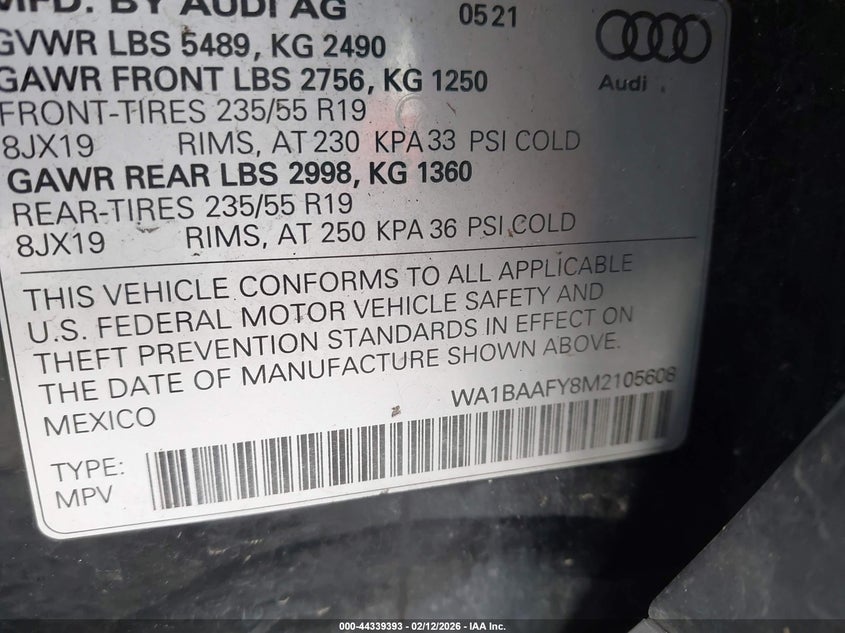 MFD. BY AUDI AG 0521
GVWR LBS 5489, KG 2490
GAWR FRONT LBS 2756, KG 1250
Audi
FRONT-TIRES 235/55 R19
8JX19 RIMS, AT 230 KPA 33 PSI COLD
GAWR REAR LBS 2998, KG 1360
REAR-TIRES 235/55 R19
8JX19 RIMS, AT 250 KPA 36 PSI COLD
THIS VEHICLE CONFORMS TO ALL APPLICABLE
U.S. FEDERAL MOTOR VEHICLE SAFETY AND
THEFT PREVENTION STANDARDS IN EFFECT ON
THE DATE OF MANUFACTURE SHOWN ABOVE.
MEXICO WA1BAAFY8M2105608
TYPE:
MPV
000-44339393 - 02/12/2026 - IAA Inc.